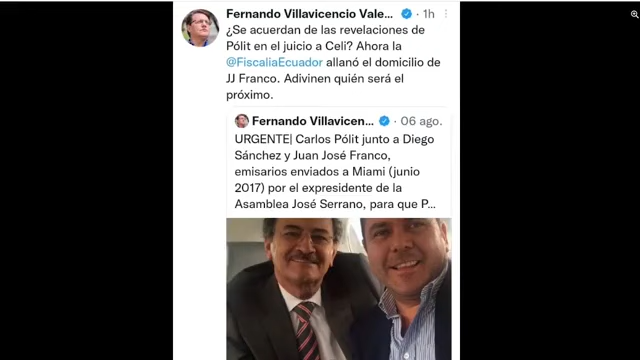 Fernando Villavicencio Vale... · 1h
¿Se acuerdan de las revelaciones de
Pólit en el juicio a Celi? Ahora la
@FiscaliaEcuador allanó el domicilio de
JJ Franco. Adivinen quién será el
próximo.
Fernando Villavicen... · 06 ago.
URGENTE| Carlos Pólit junto a Diego
Sánchez y Juan José Franco,
emisarios enviados a Miami (junio
2017) por el expresidente de la
Asamblea José Serrano, para que P...